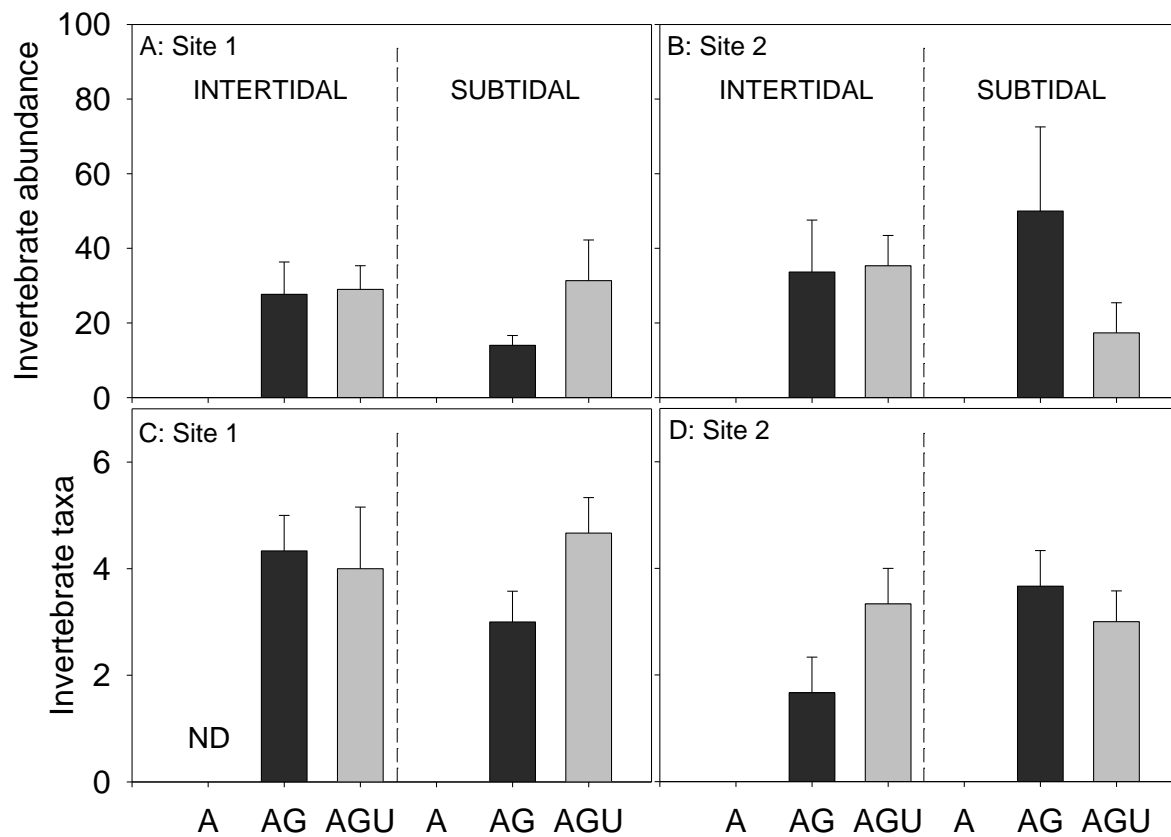 100
80
60
40
20
0
Invertebrate abundance
A: Site 1
INTERTIDAL SUBTIDAL
B: Site 2
INTERTIDAL SUBTIDAL
6
4
2
0
Invertebrate taxa
C: Site 1
ND
D: Site 2
A AG AGU A AG AGU
A AG AGU A AG AGU